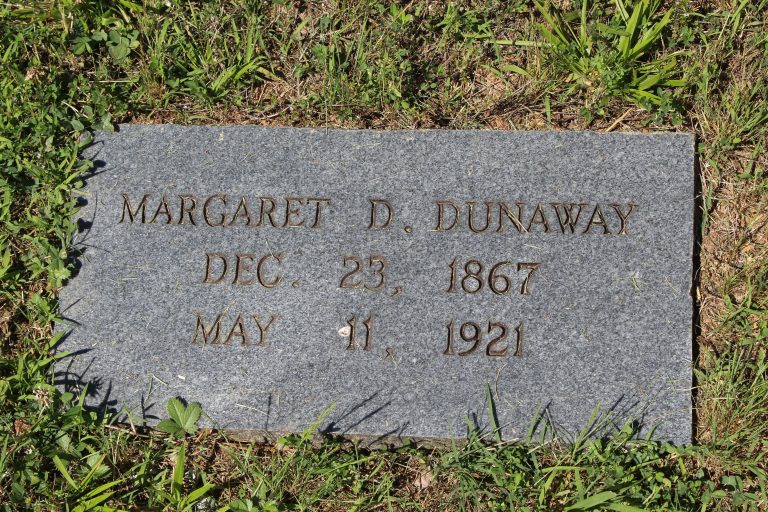 MARGARET D. DUNAWAY
DEC. 23, 1867
MAY 11, 1921